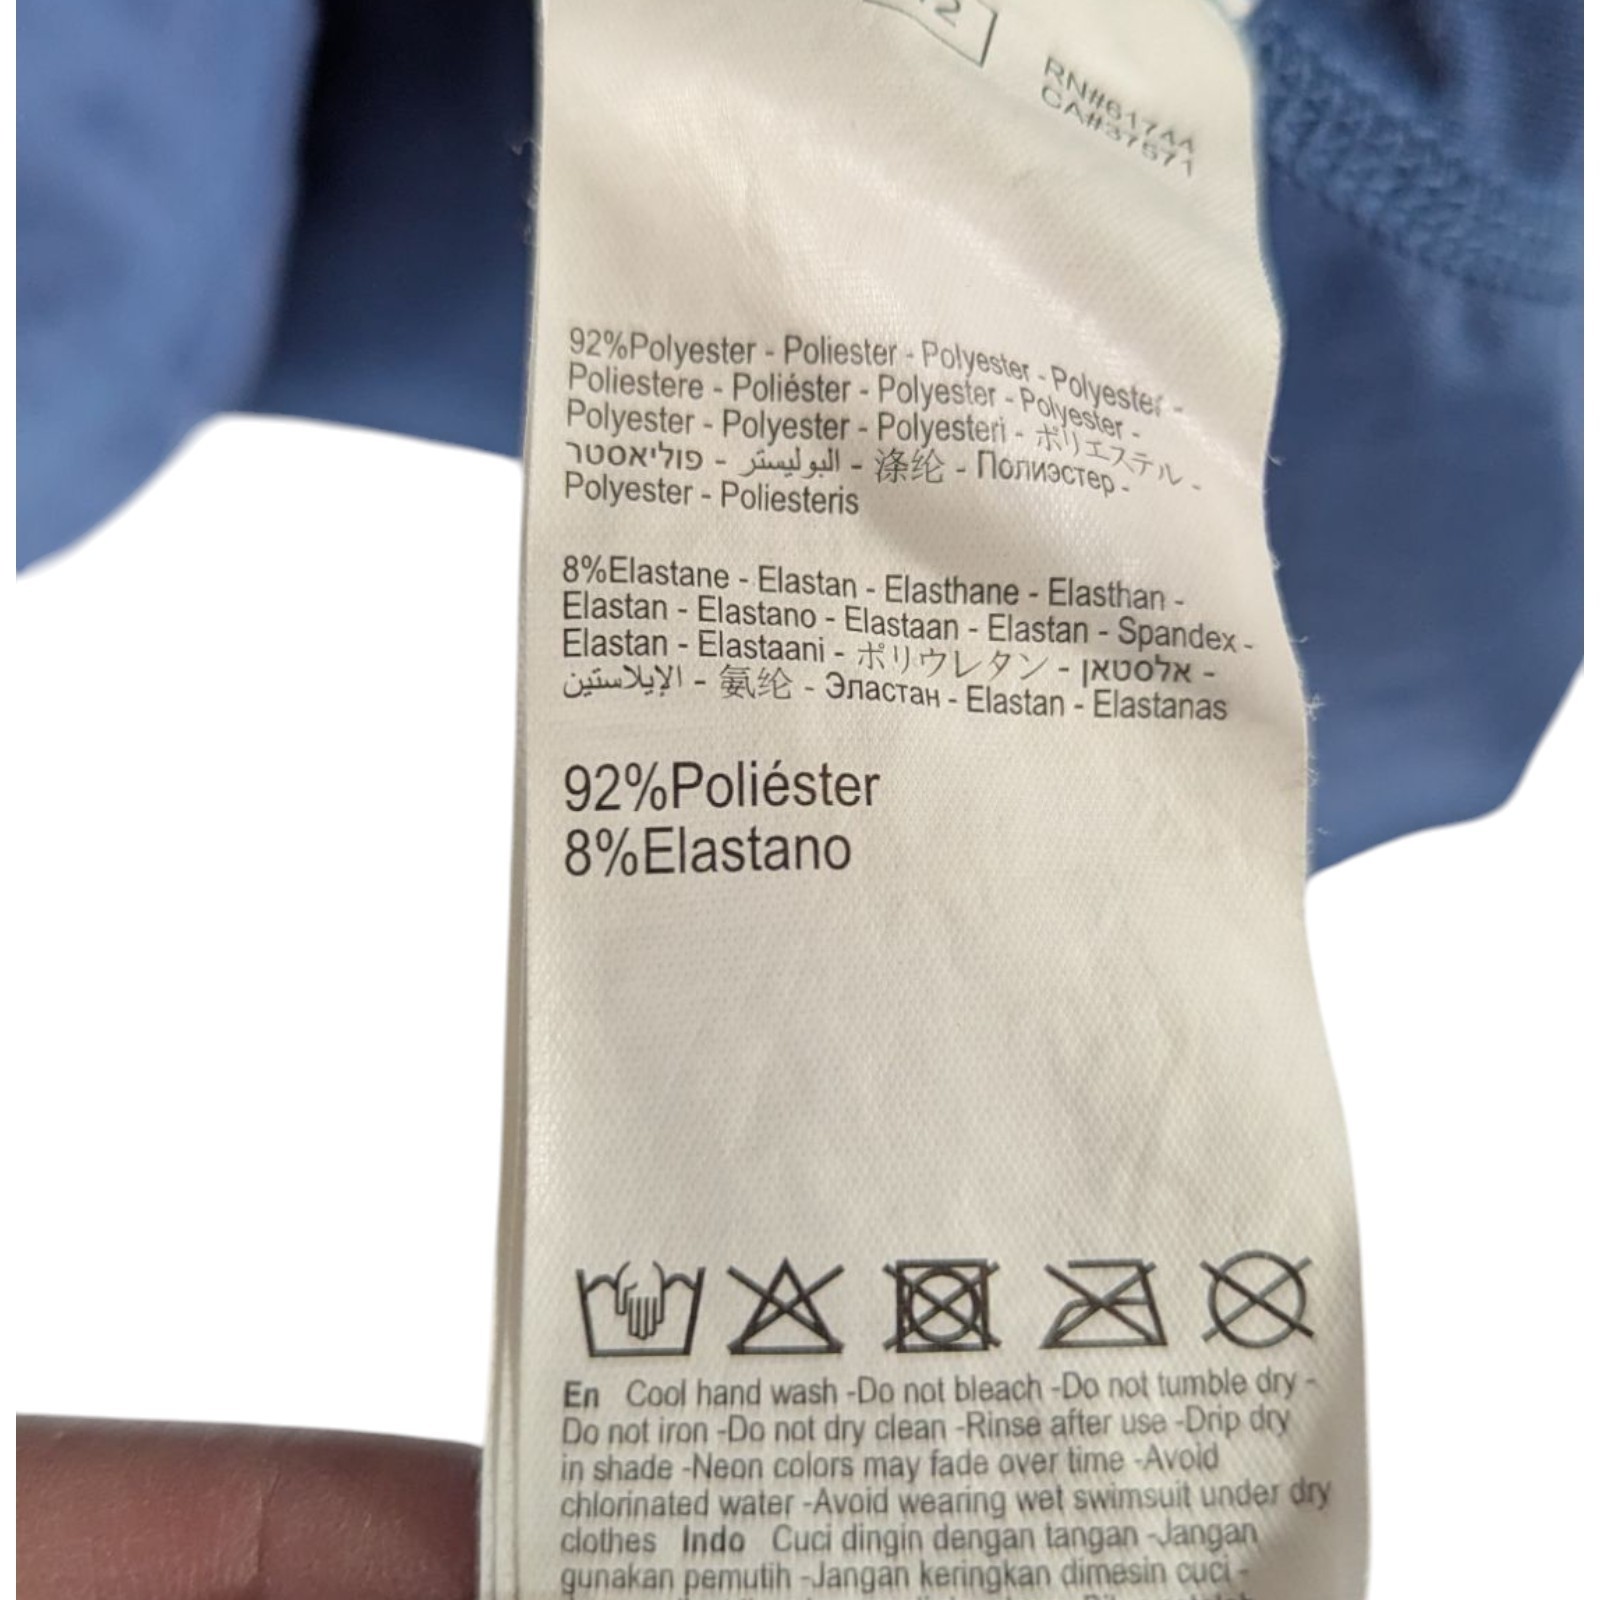 RN#61744
CA#37671
92%Polyester - Poliester - Polyester - Polyester -
Poliestere - Poliéster - Polyester - Polyester -
Polyester - Polyester - Polyesteri - ポリエステル -
פוליאסטר - البوليستر - 涤纶 - Полиэстер -
Polyester - Poliesteris
8%Elastane - Elastan - Elasthane - Elasthan -
Elastan - Elastano - Elastaan - Elastan - Spandex -
Elastan - Elastaani - ポリウレタン - אלסטאן -
الإيلاستين - 氨纶 - Эластан - Elastan - Elastanas
92%Poliéster
8%Elastano
En Cool hand wash -Do not bleach -Do not tumble dry -
Do not iron -Do not dry clean -Rinse after use -Drip dry
in shade -Neon colors may fade over time -Avoid
chlorinated water -Avoid wearing wet swimsuit under dry
clothes Indo Cuci dingin dengan tangan -Jangan
gunakan pemutih -Jangan keringkan dimesin cuci -